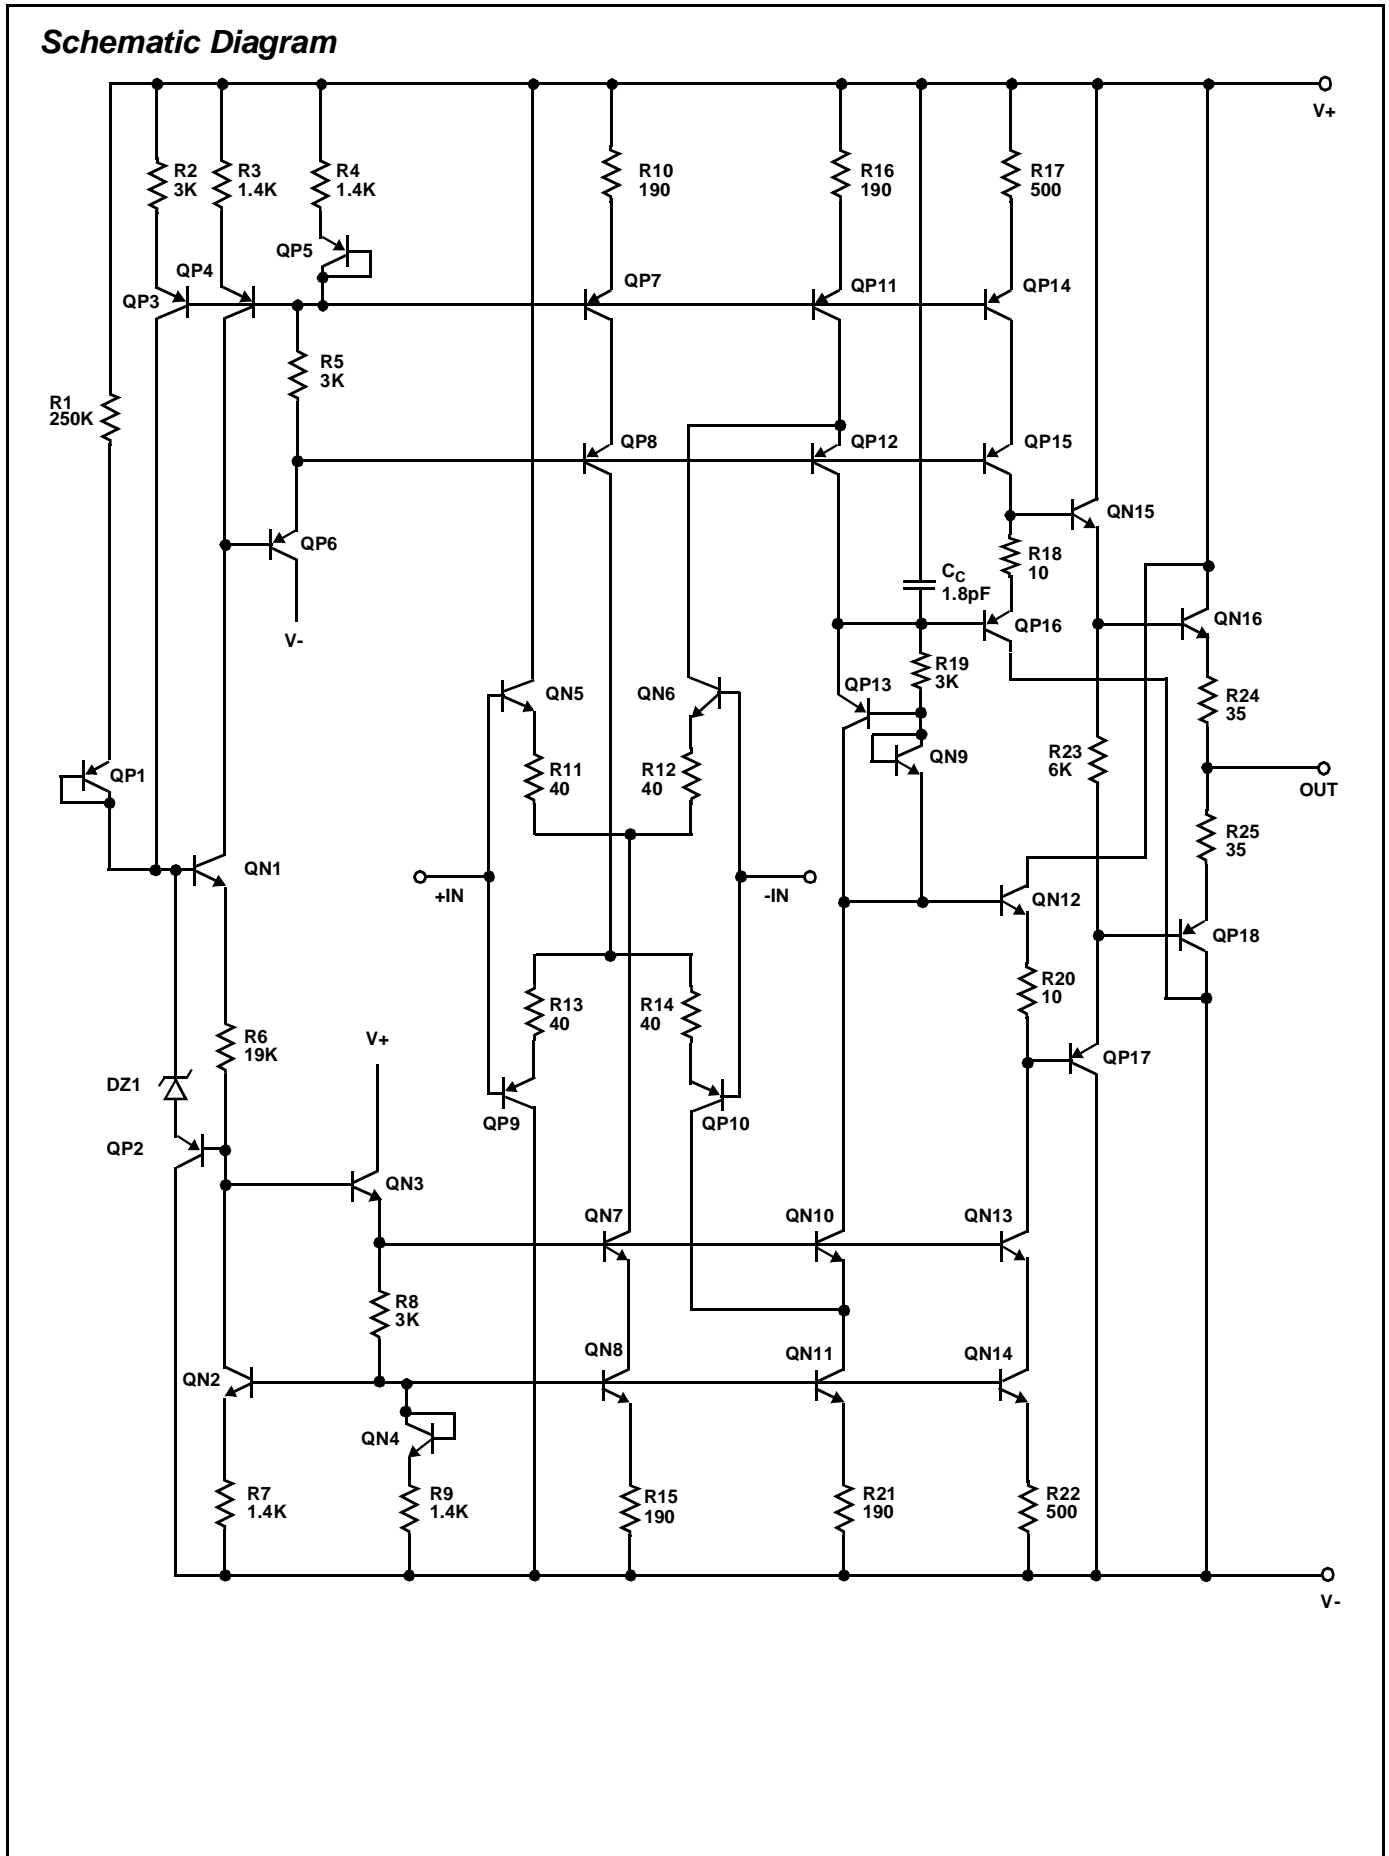 Schematic Diagram
V+
R2
3K
R3
1.4K
R4
1.4K
R10
190
R16
190
R17
500
QP5
QP4
QP3
QP7
QP11
QP14
R5
3K
R1
250K
QP8
QP12
QP15
QN15
QP6
R18
10
CC
1.8pF
QP16
QN16
V-
R19
3K
QP13
QN5
QN6
R24
35
R11
40
R12
40
QN9
R23
6K
QP1
OUT
R25
35
QN1
+IN
-IN
QN12
QP18
R20
10
R13
40
R14
40
R6
19K
V+
QP17
DZ1
QP9
QP10
QP2
QN3
QN7
QN10
QN13
R8
3K
QN8
QN11
QN14
QN2
QN4
R7
1.4K
R9
1.4K
R15
190
R21
190
R22
500
V-